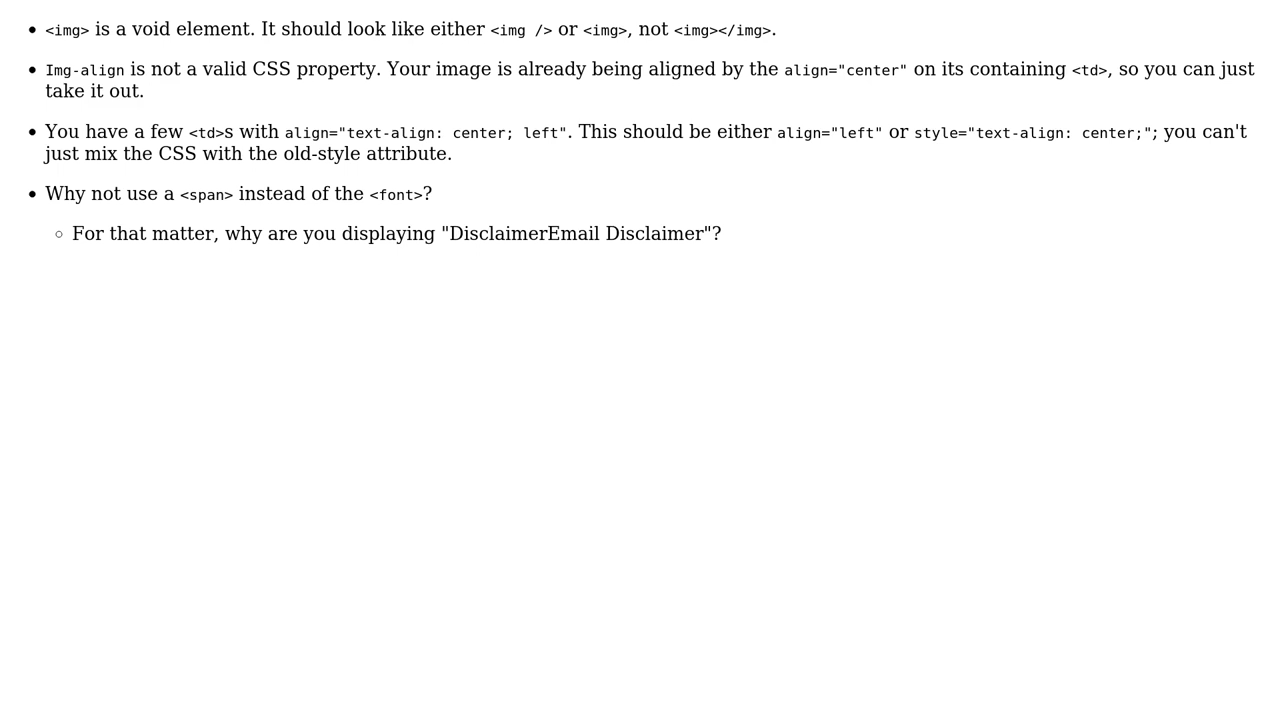 • <img> is a void element. It should look like either <img /> or <img>, not <img></img>.
• Img-align is not a valid CSS property. Your image is already being aligned by the align="center" on its containing <td>, so you can just
take it out.
• You have a few <td>s with align="text-align: center; left". This should be either align="left" or style="text-align: center;"; you can't
just mix the CSS with the old-style attribute.
• Why not use a <span> instead of the <font>?
◦ For that matter, why are you displaying "DisclaimerEmail Disclaimer"?